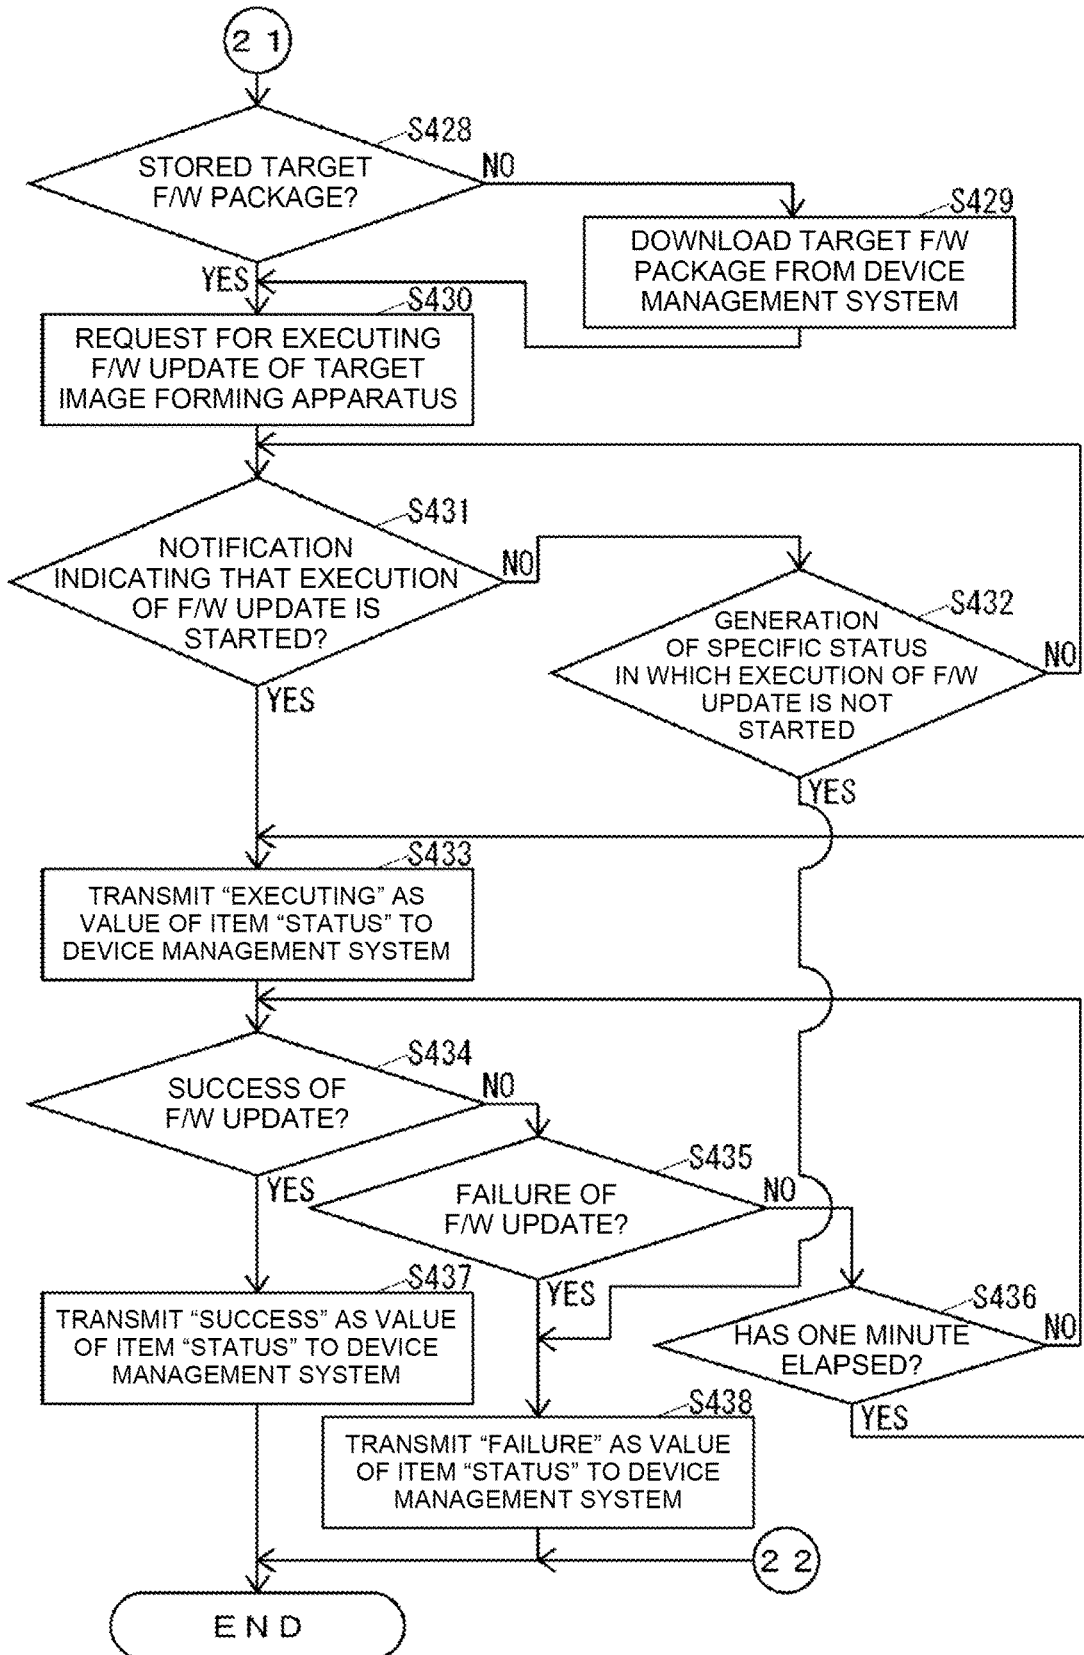 2 1
S428
STORED TARGET
F/W PACKAGE?
NO
YES
S429
DOWNLOAD TARGET F/W
PACKAGE FROM DEVICE
MANAGEMENT SYSTEM
S430
REQUEST FOR EXECUTING
F/W UPDATE OF TARGET
IMAGE FORMING APPARATUS
S431
NOTIFICATION
INDICATING THAT EXECUTION
OF F/W UPDATE IS
STARTED?
NO
YES
S432
GENERATION
OF SPECIFIC STATUS
IN WHICH EXECUTION OF F/W
UPDATE IS NOT
STARTED
NO
YES
S433
TRANSMIT “EXECUTING” AS
VALUE OF ITEM “STATUS” TO
DEVICE MANAGEMENT SYSTEM
S434
SUCCESS OF
F/W UPDATE?
NO
YES
S435
FAILURE OF
F/W UPDATE?
NO
YES
S436
HAS ONE MINUTE
ELAPSED?
NO
YES
S437
TRANSMIT “SUCCESS” AS VALUE
OF ITEM “STATUS” TO DEVICE
MANAGEMENT SYSTEM
S438
TRANSMIT “FAILURE” AS VALUE
OF ITEM “STATUS” TO DEVICE
MANAGEMENT SYSTEM
2 2
END